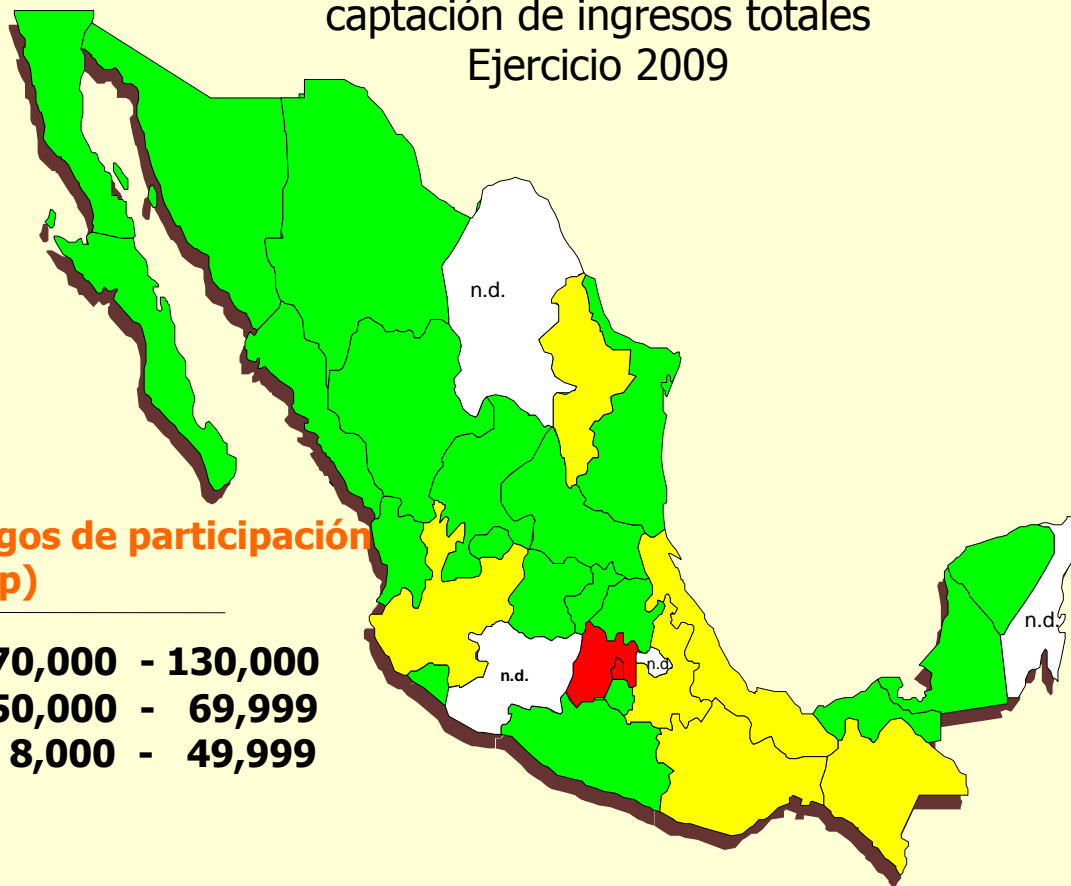 captación de ingresos totales
Ejercicio 2009
n.d.
gos de participación
p)
n.d.
n.d.
n.d.
70,000 - 130,000
50,000 - 69,999
8,000 - 49,999